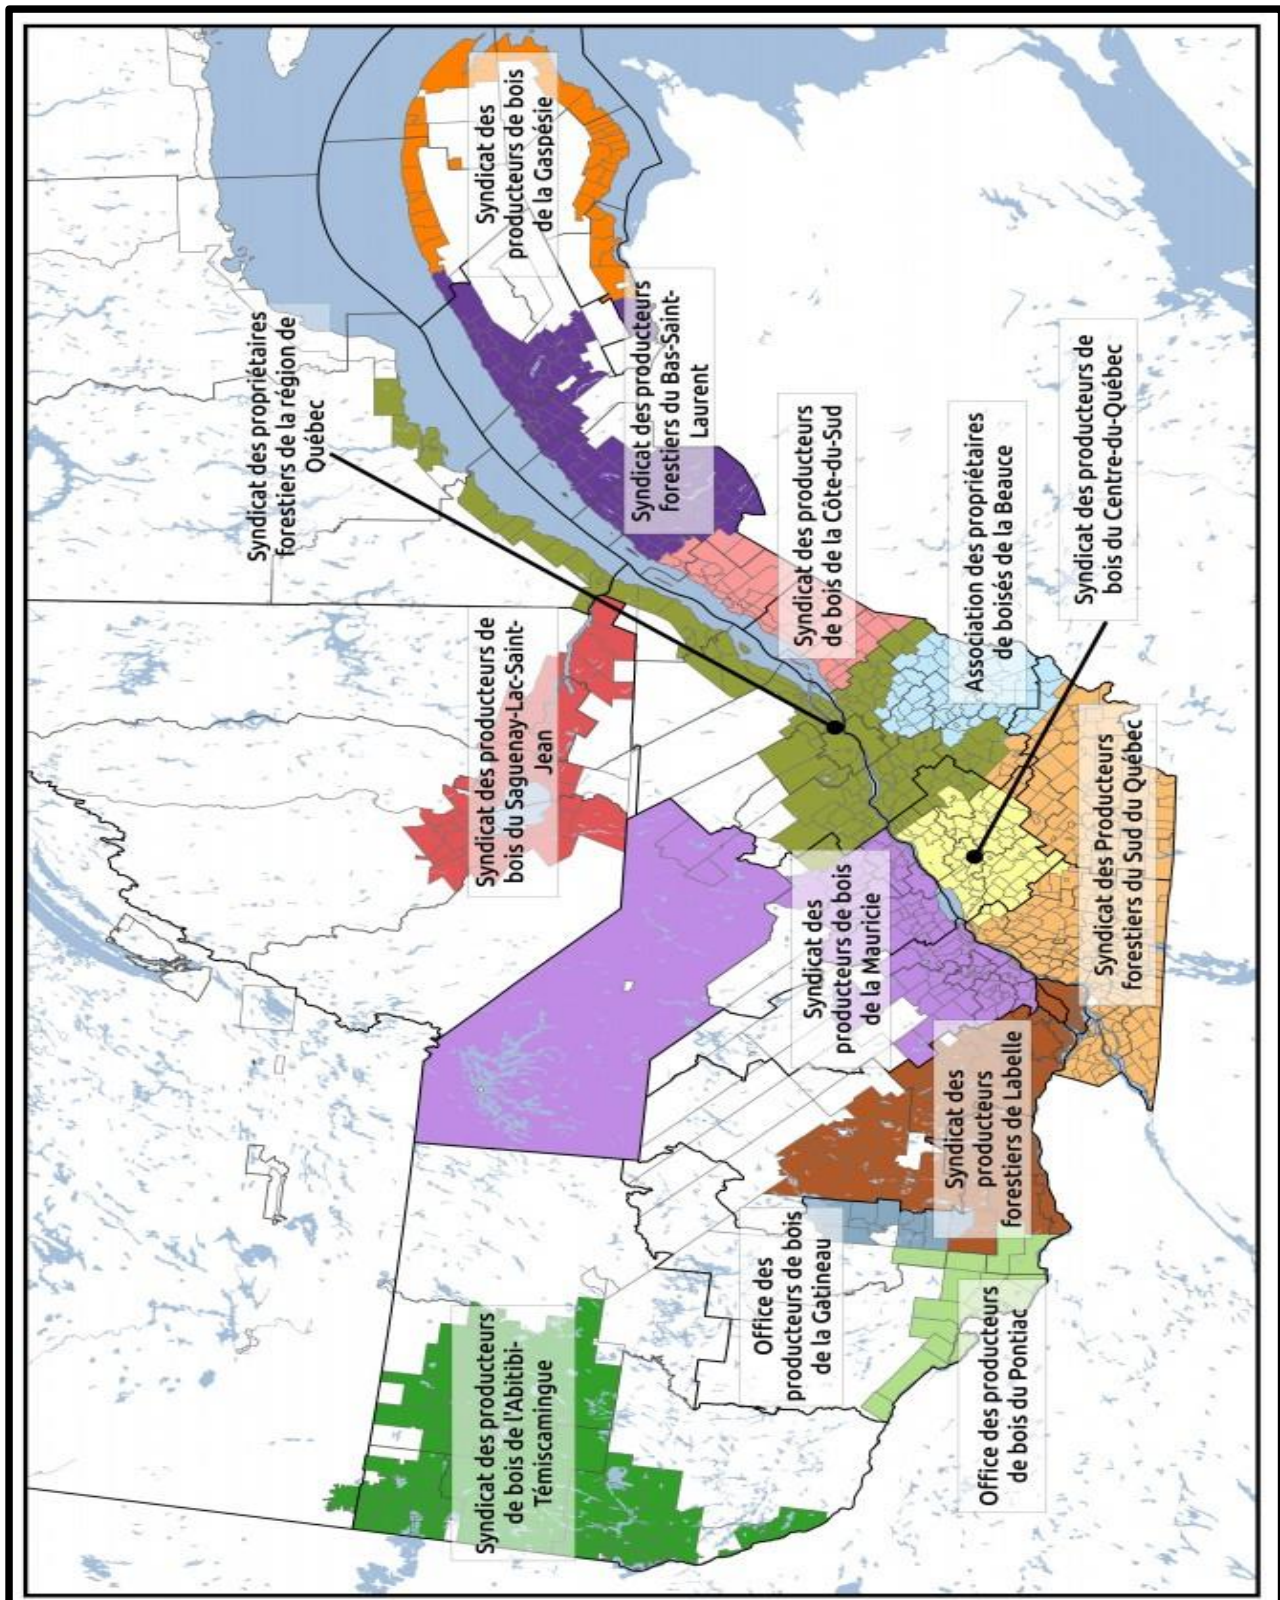 Syndicat des producteurs
de bois de l'Abitibi-
Témiscamingue
Office des
producteurs de bois
de la Gatineau
Office des producteurs
de bois du Pontiac
Syndicat des
producteurs
forestiers de Labelle
Syndicat des
producteurs de bois
de la Mauricie
Syndicat des producteurs de
bois du Saguenay-Lac-Saint-
Jean
Syndicat des propriétaires
forestiers de la région de
Québec
Syndicat des Producteurs
forestiers du Sud du Québec
Syndicat des producteurs de
bois du Centre-du-Québec
Association des propriétaires
de boisés de la Beauce
Syndicat des producteurs
de bois de la Côte-du-Sud
Syndicat des producteurs
forestiers du Bas-Saint-
Laurent
Syndicat des
producteurs de bois
de la Gaspésie